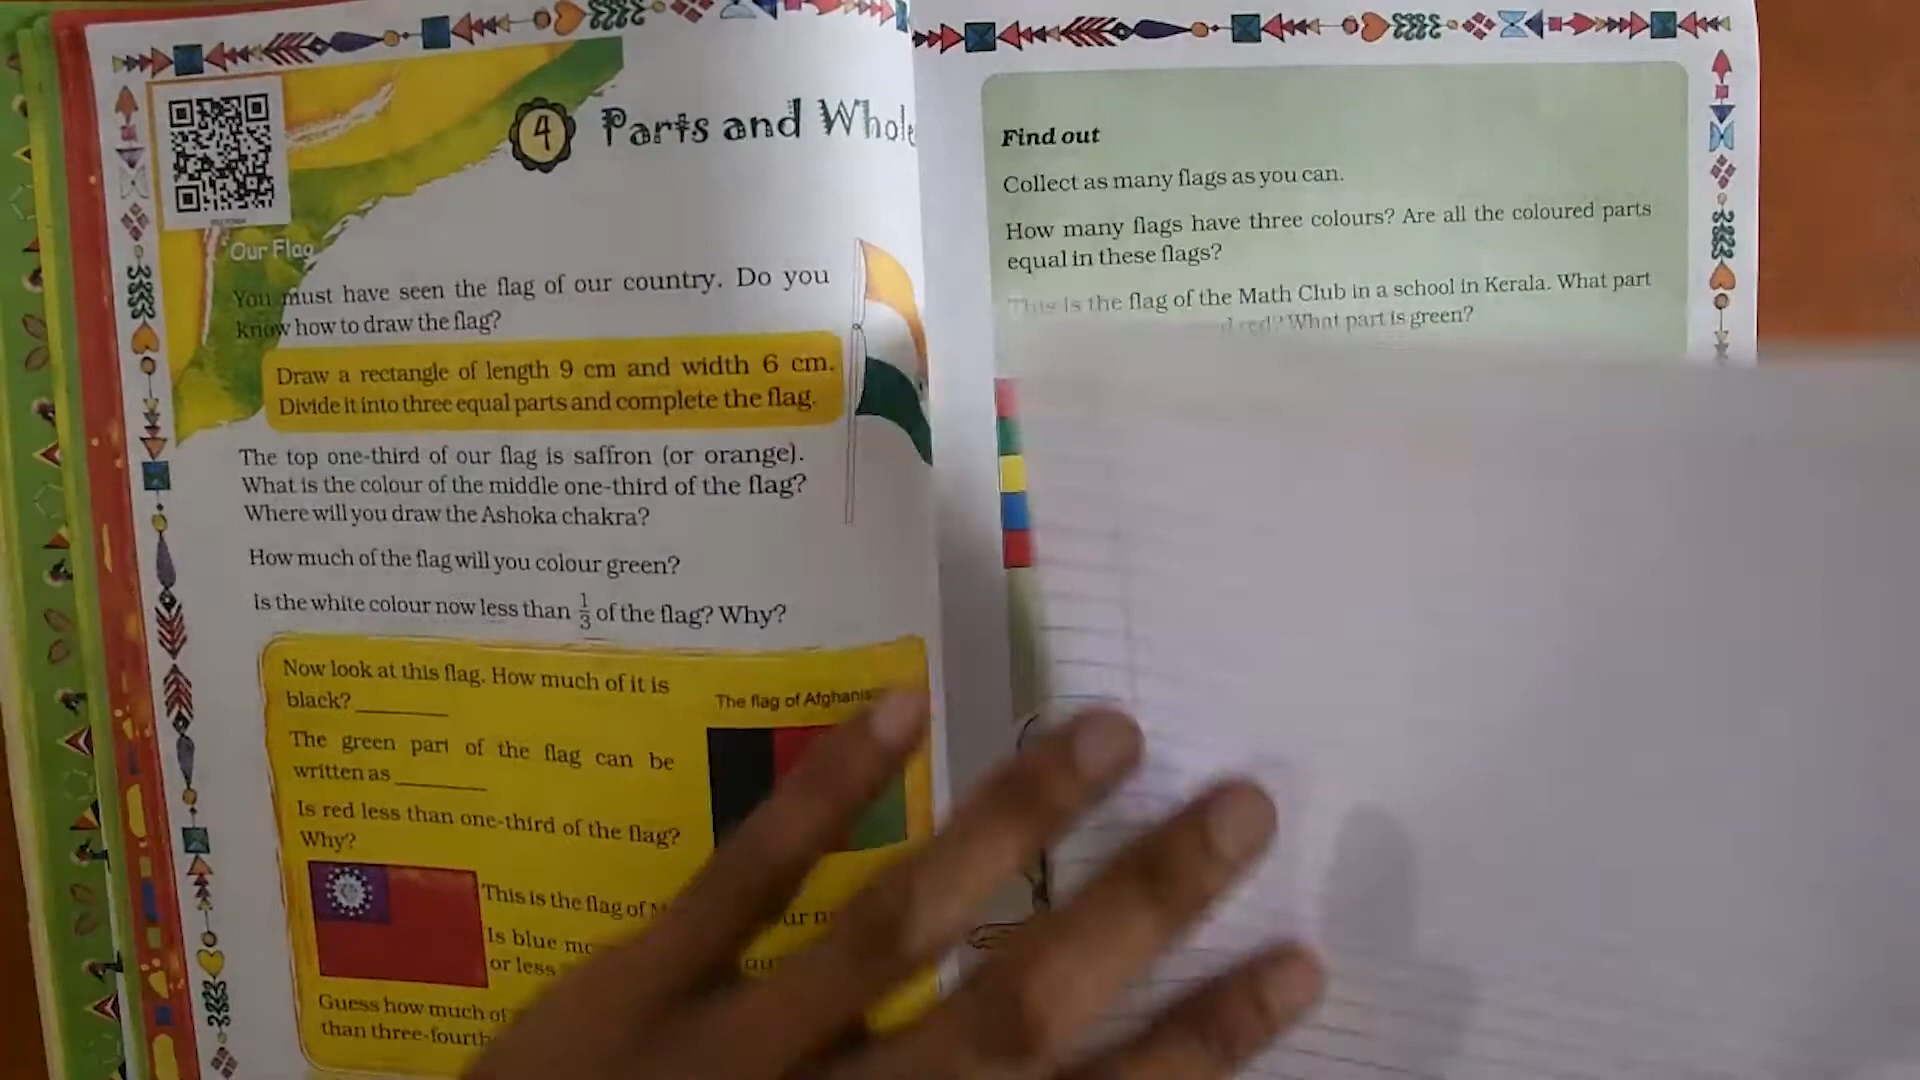 4 Parts and
Our Flag
You must have seen the flag of our country. Do you
know how to draw the flag?
Draw a rectangle of length 9 cm and width 6 cm.
Divide it into three equal parts and complete the flag.
The top one-third of our flag is saffron (or orange).
What is the colour of the middle one-third of the flag?
Where will you draw the Ashoka chakra?
How much of the flag will you colour green?
Is the white colour now less than 1/3 of the flag? Why?
Now look at this flag. How much of it is
black? ________
The flag of
The green part of the flag can be
written as ________
Is red less than one-third of the flag?
Why?
This is the flag of
Is blue
or less
Guess how much of
Find out
Collect as many flags as you can.
How many flags have three colours? Are all the coloured parts
equal in these flags?
This is the flag of the Math Club in a school in Kerala. What part
red? What part is green?